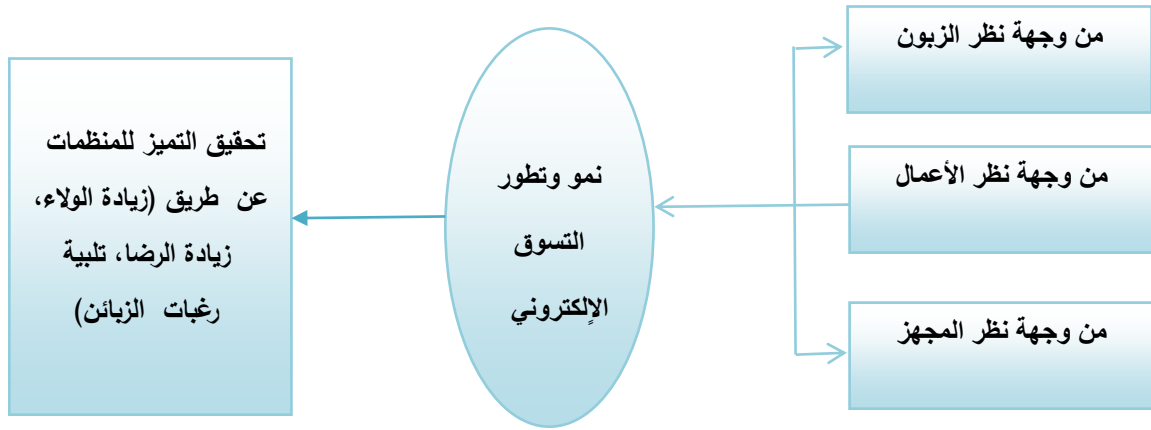 من وجهة نظر الزبون
من وجهة نظر الأعمال
من وجهة نظر المجهز
نمو وتطور
التسوق
الإلكتروني
تحقيق التميز للمنظمات
عن طريق (زيادة الولاء،
زيادة الرضا، تلبية
رغبات الزبائن)